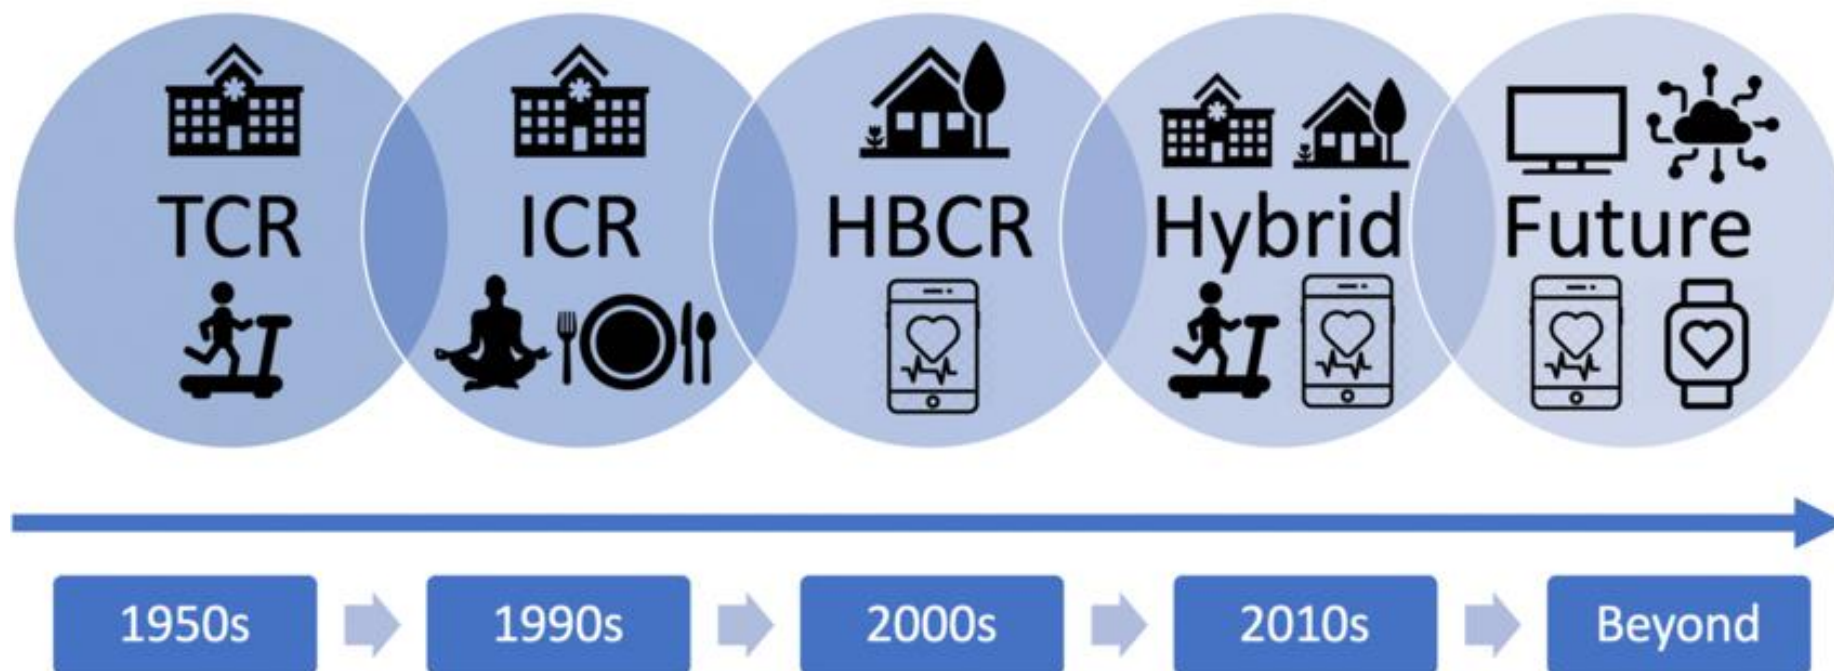 TCR
ICR
HBCR
Hybrid
Future
1950s
1990s
2000s
2010s
Beyond